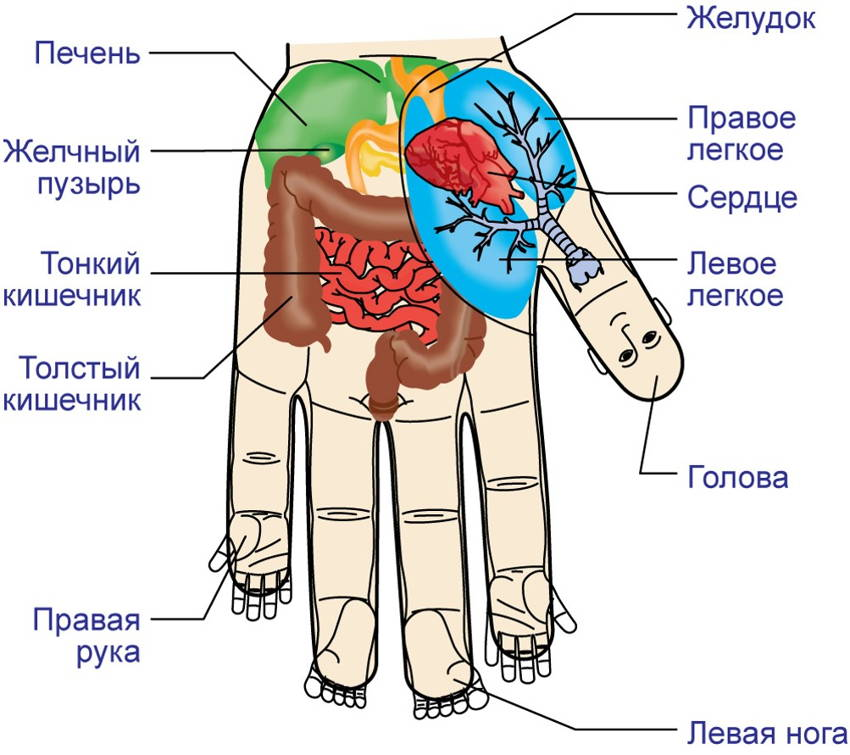 Печень
Желчный
пузырь
Тонкий
кишечник
Толстый
кишечник
Правая
рука
Желудок
Правое
легкое
Сердце
Левое
легкое
Голова
Левая нога